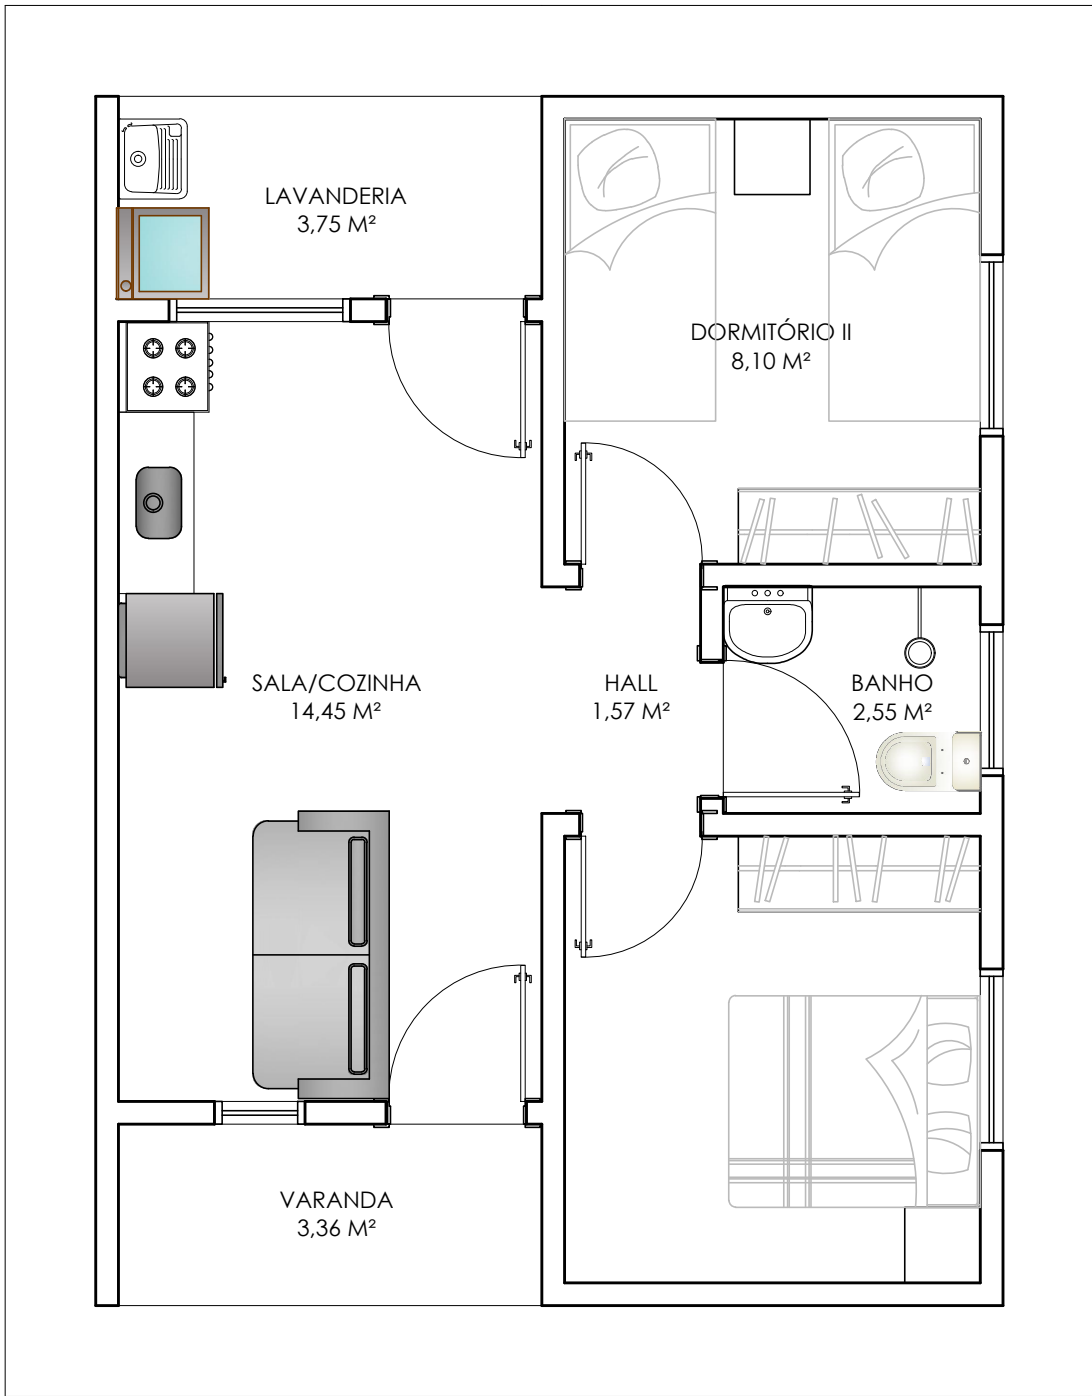 LAVANDERIA
3,75 M²
DORMITÓRIO II
8,10 M²
SALA/COZINHA
14,45 M²
HALL
1,57 M²
BANHO
2,55 M²
VARANDA
3,36 M²